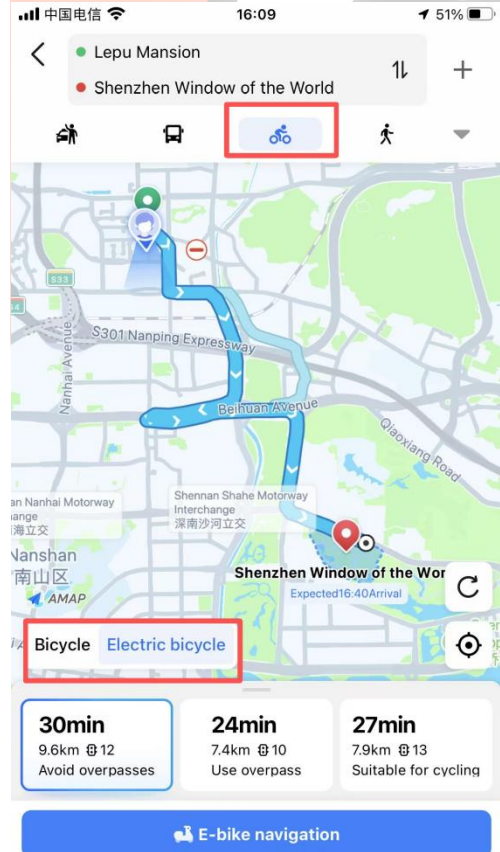 中国电信
16:09
51%
Lepu Mansion
Shenzhen Window of the World
S33
S301 Nanping Expressway
Nanhai Avenue
Beihuan Avenue
Qiaoxiang Road
an Nanhai Motorway
ange
海立交
Shennan Shahe Motorway
Interchange
深南沙河立交
Nanshan
南山区
AMAP
Shenzhen Window of the Wor
Expected16:40Arrival
Bicycle
Electric bicycle
30min
9.6km 12
Avoid overpasses
24min
7.4km 10
Use overpass
27min
7.9km 13
Suitable for cycling
E-bike navigation